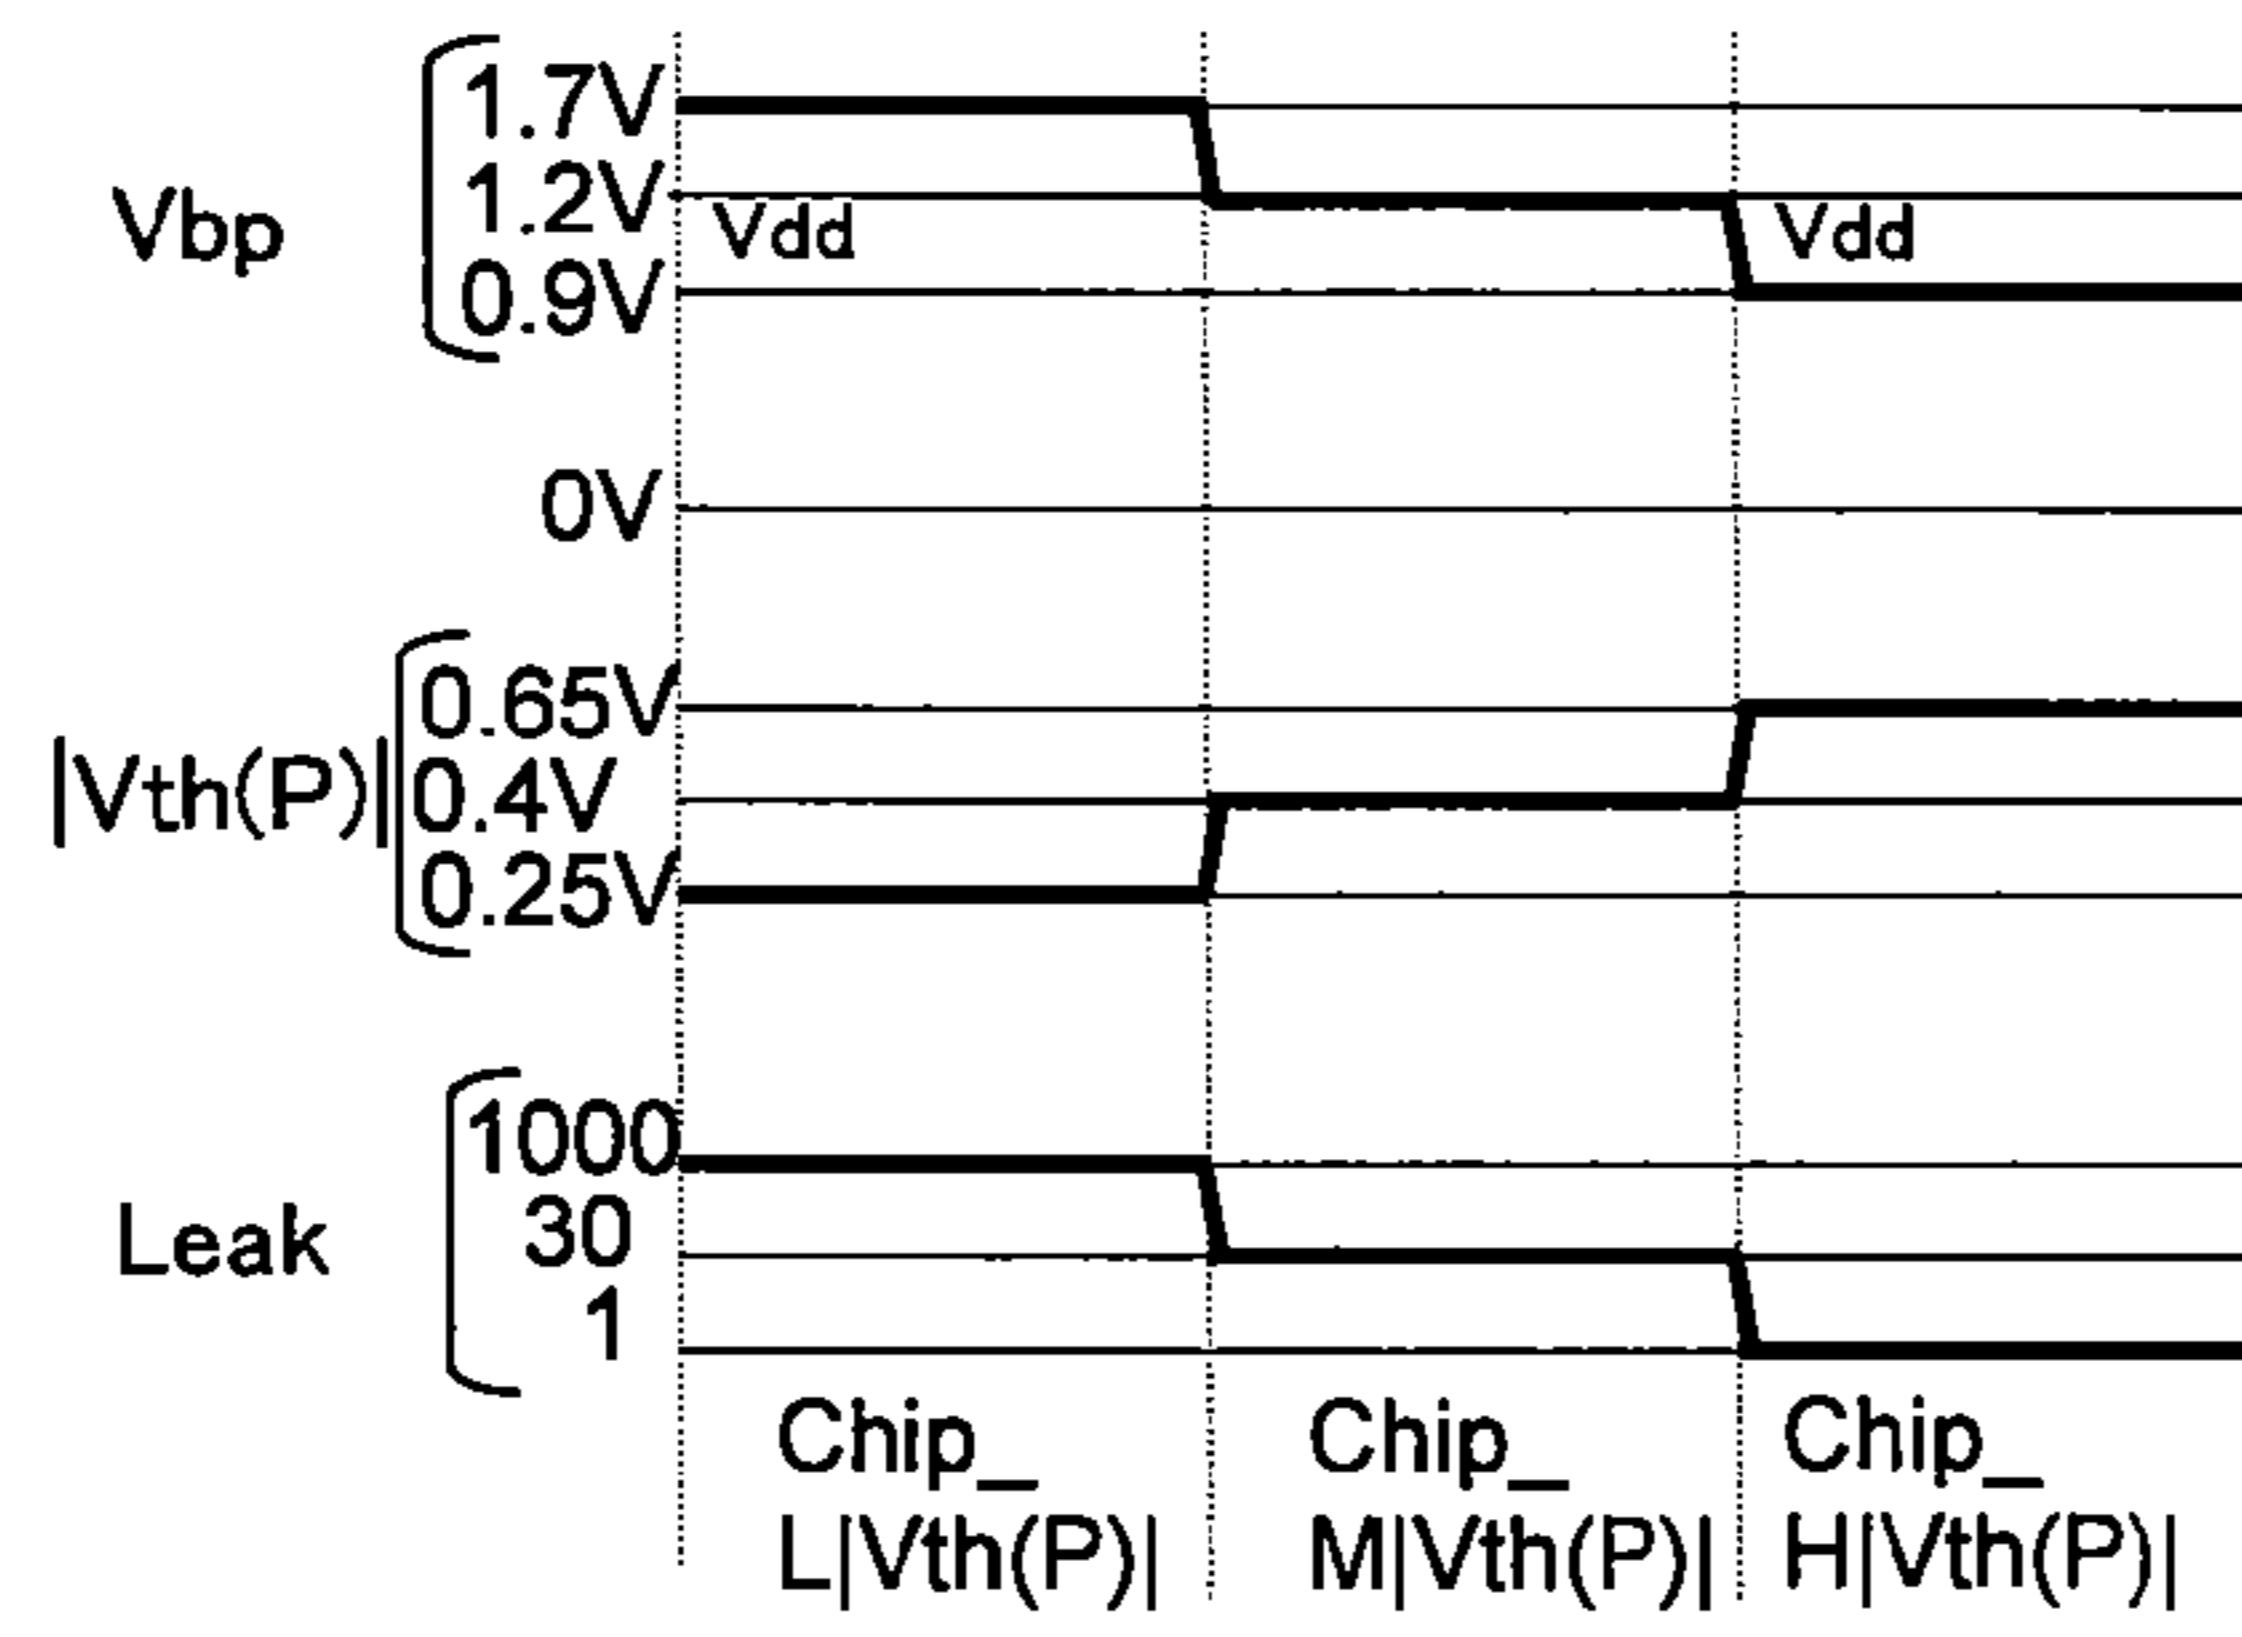 1.7V
1.2V
Vbp
Vdd
Vdd
0.9V
0V
0.65V
|Vth(P)|
0.4V
0.25V
1000
30
Leak
1
Chip_
Chip_
Chip_
L|Vth(P)|
M|Vth(P)|
H|Vth(P)|